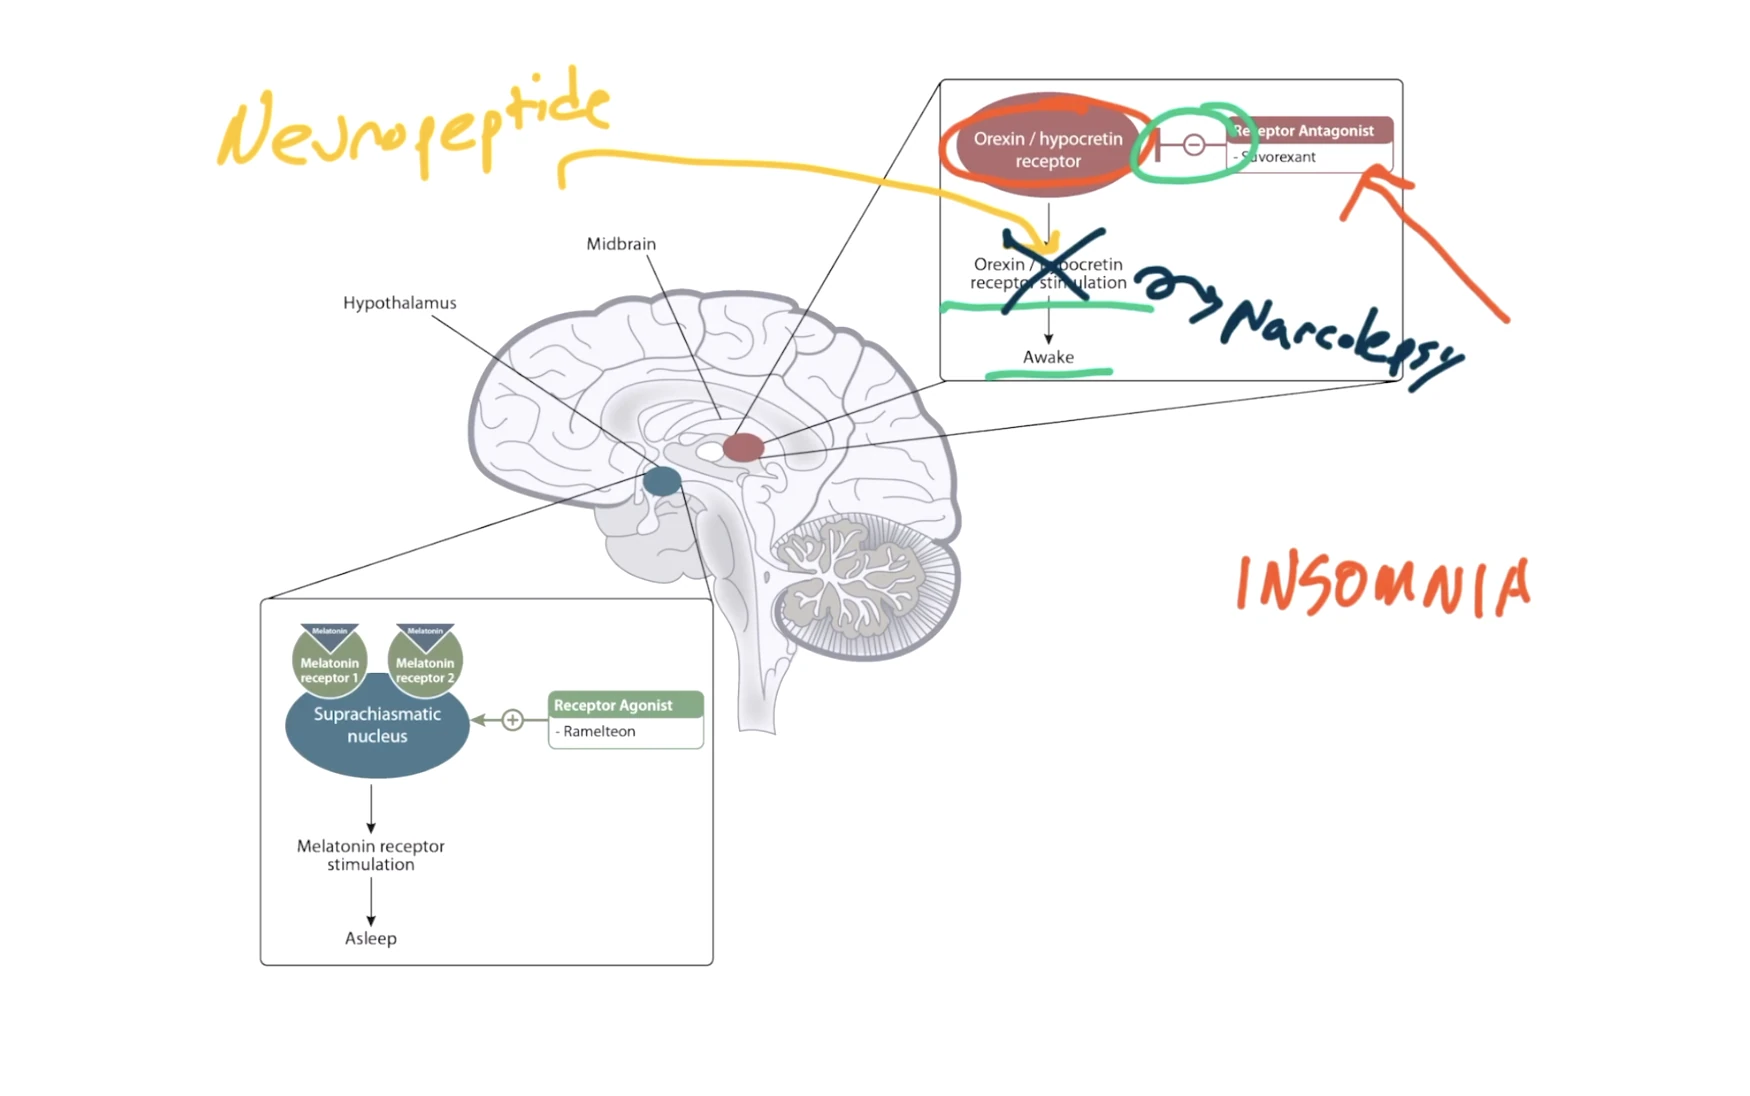 Neuropeptide
Orexin / hypocretin
receptor
Receptor Antagonist
- Suvorexant
Midbrain
Hypothalamus
Orexin / hypocretin
receptor stimulation
Narcolepsy
Awake
INSOMNIA
Melatonin
Melatonin
Melatonin
receptor 1
Melatonin
receptor 2
Suprachiasmatic
nucleus
Receptor Agonist
- Ramelteon
Melatonin receptor
stimulation
Asleep